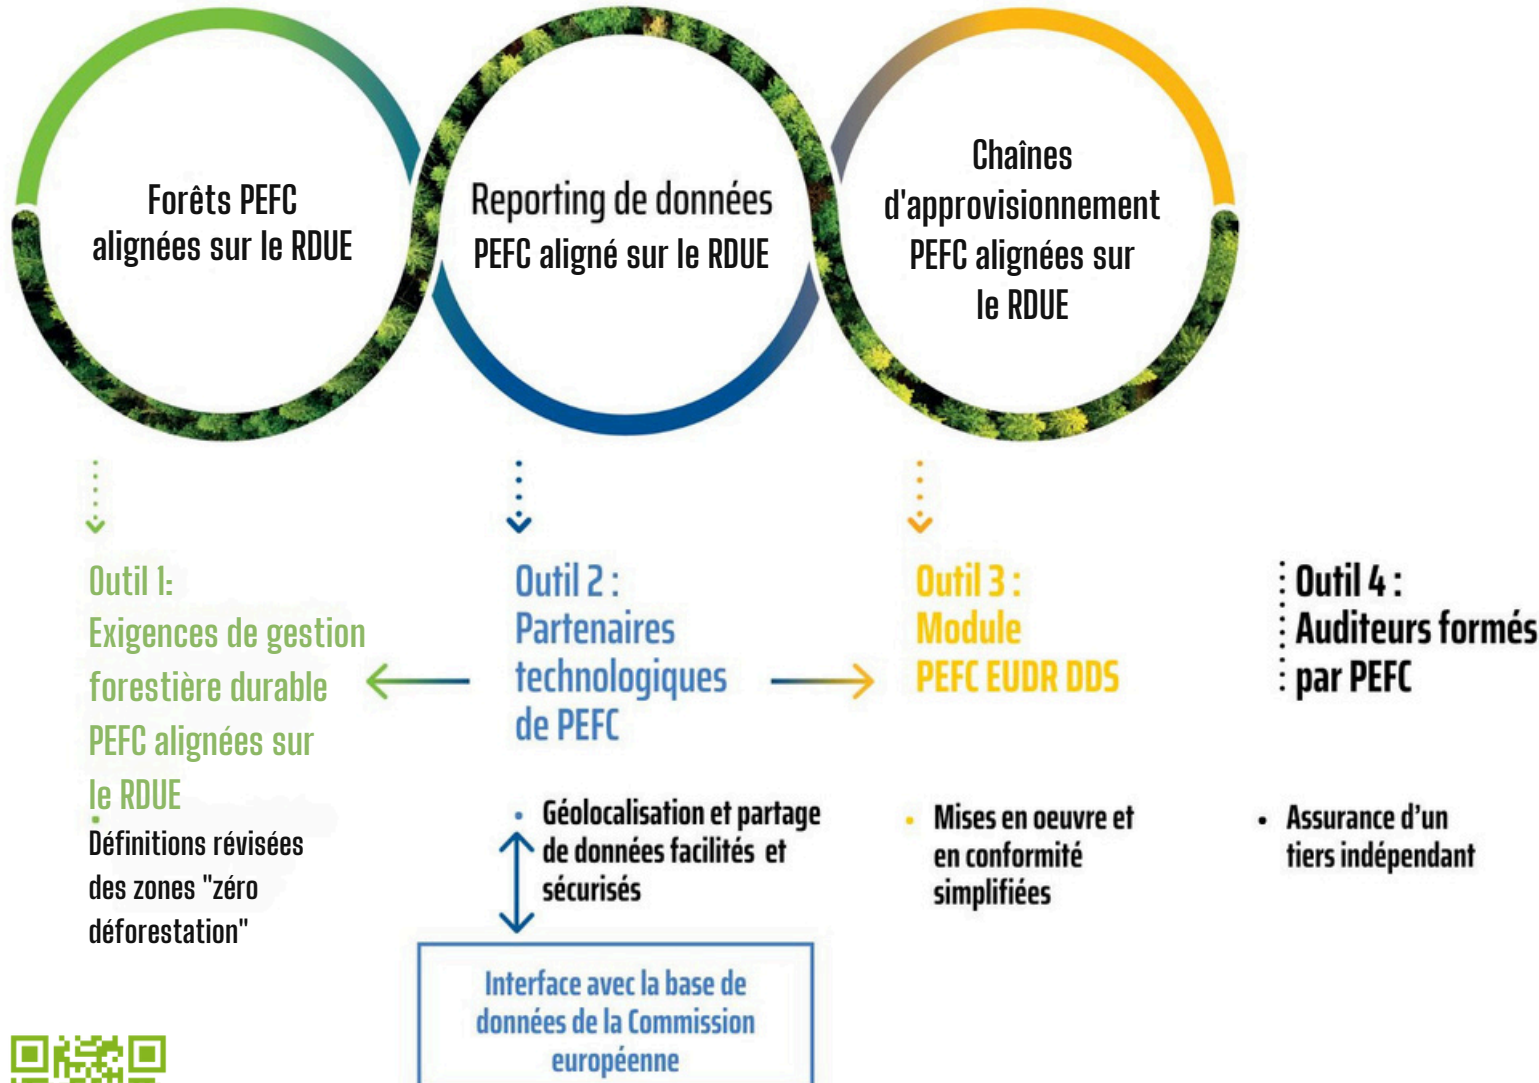 Forêts PEFC
alignées sur le RDUE
Reporting de données
PEFC aligné sur le RDUE
Chaînes
d'approvisionnement
PEFC alignées sur
le RDUE
Outil 1:
Exigences de gestion
forestière durable
PEFC alignées sur
le RDUE
Définitions révisées
des zones "zéro
déforestation"
Outil 2 :
Partenaires
technologiques
de PEFC
• Géolocalisation et partage
de données facilités et
sécurisés
Interface avec la base de
données de la Commission
européenne
Outil 3 :
Module
PEFC EUDR DDS
• Mises en oeuvre et
en conformité
simplifiées
Outil 4 :
Auditeurs formés
par PEFC
• Assurance d’un
tiers indépendant